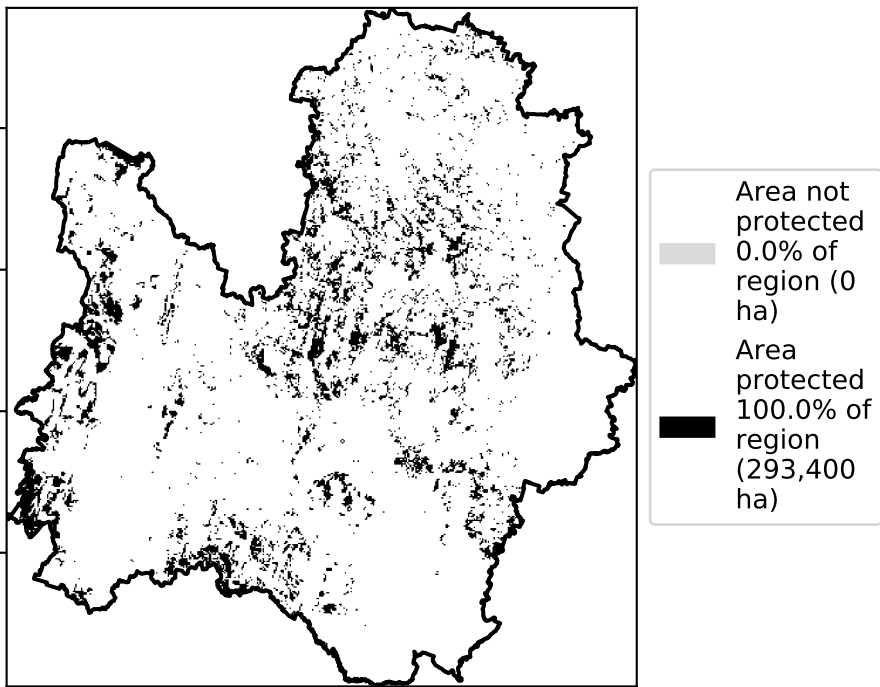 Area not
protected
0.0% of
region (0
ha)
Area
protected
100.0% of
region
(293,400
ha)